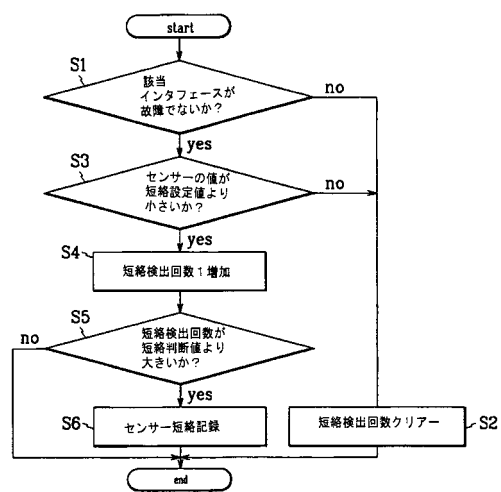 start
S1
該当
インタフェースが
故障でないか？
no
yes
S3
センサーの値が
短絡設定値より
小さいか？
no
yes
S4
短絡検出回数1増加
S5
no
短絡検出回数が
短絡判断値より
大きいか？
yes
S6
センサー短絡記録
短絡検出回数クリアー
S2
end